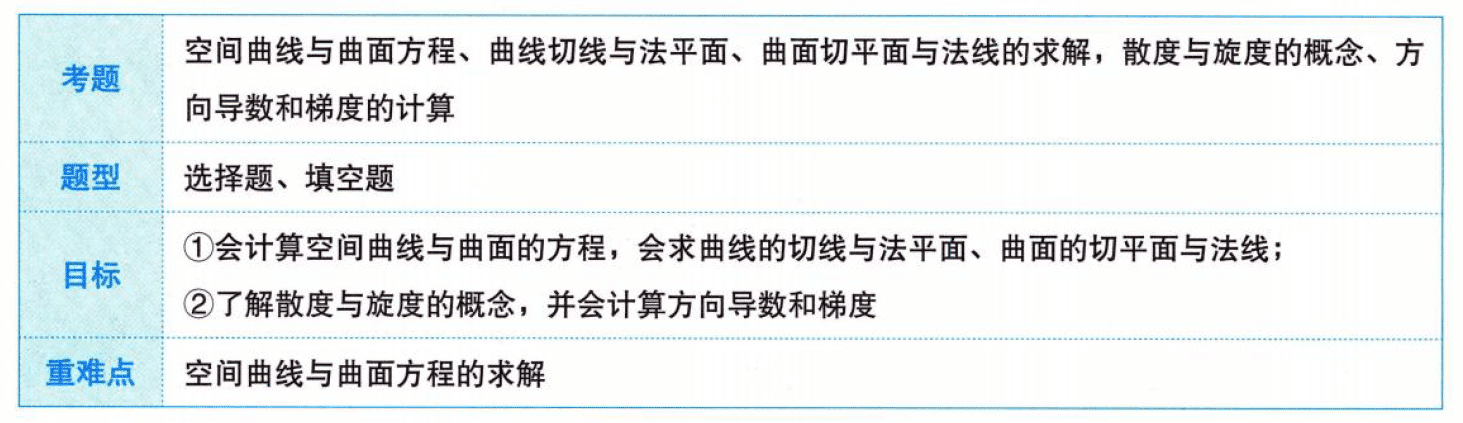 考题
空间曲线与曲面方程、曲线切线与法平面、曲面切平面与法线的求解，散度与旋度的概念、方
向导数和梯度的计算
题型
选择题、填空题
目标
①会计算空间曲线与曲面的方程，会求曲线的切线与法平面、曲面的切平面与法线；
②了解散度与旋度的概念，并会计算方向导数和梯度
重难点
空间曲线与曲面方程的求解